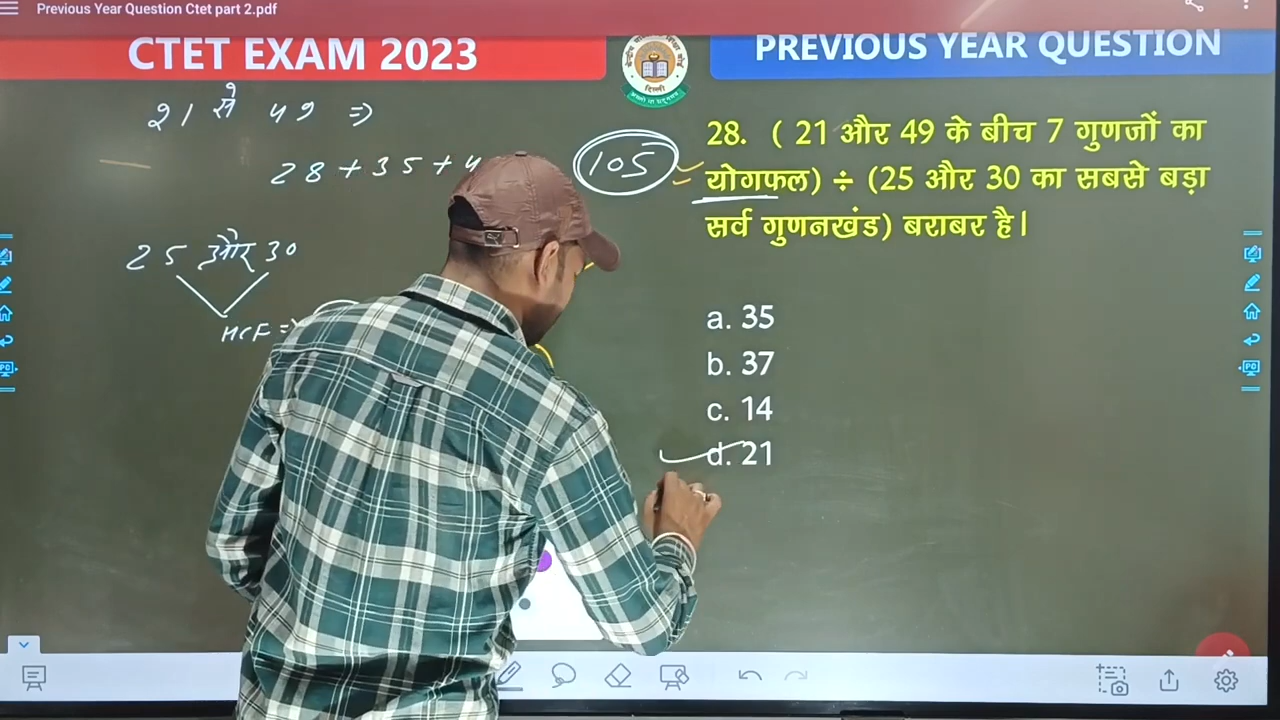 Previous Year Question Ctet part 2.pdf
CTET EXAM 2023
PREVIOUS YEAR QUESTION
दिल्ली
21 से 49 ⇒
28 + 35 + 4
105
28. ( 21 और 49 के बीच 7 गुणजों का
योगफल) ÷ (25 और 30 का सबसे बड़ा
सर्व गुणनखंड) बराबर है।
25 और 30
HCF ⇒
a. 35
b. 37
c. 14
d. 21